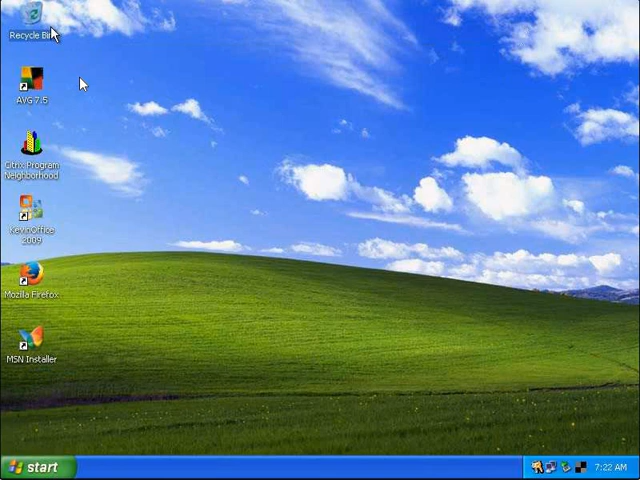 Recycle Bin
AVG 7.5
Citrix Program
Neighborhood
KevinOffice
2009
Mozilla Firefox
MSN Installer
start
7:22 AM